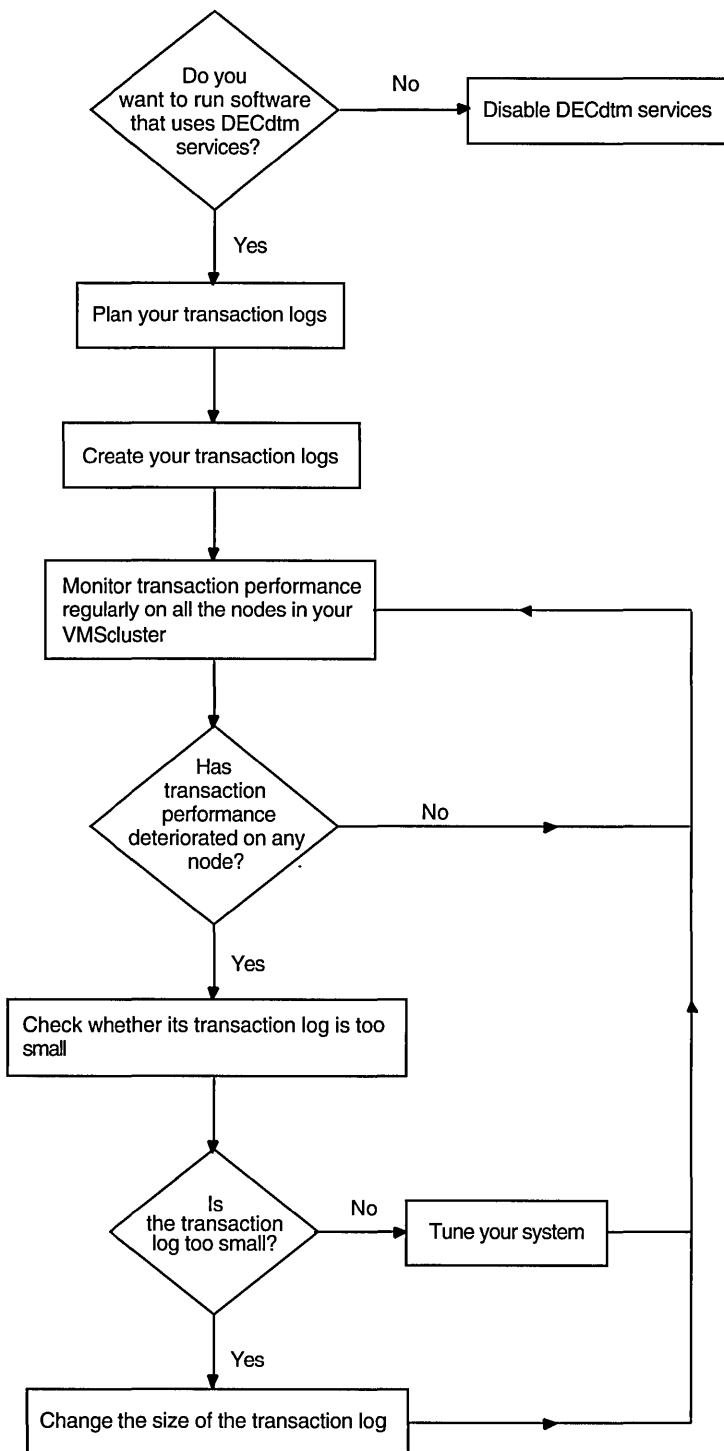 Do you
want to run software
that uses DECdtm
services?
No
Disable DECdtm services
Yes
Plan your transaction logs
Create your transaction logs
Monitor transaction performance
regularly on all the nodes in your
VMScluster
Has
transaction
performance
deteriorated on any
node?
No
Yes
Check whether its transaction log is too
small
Is
the transaction
log too small?
No
Tune your system
Yes
Change the size of the transaction log